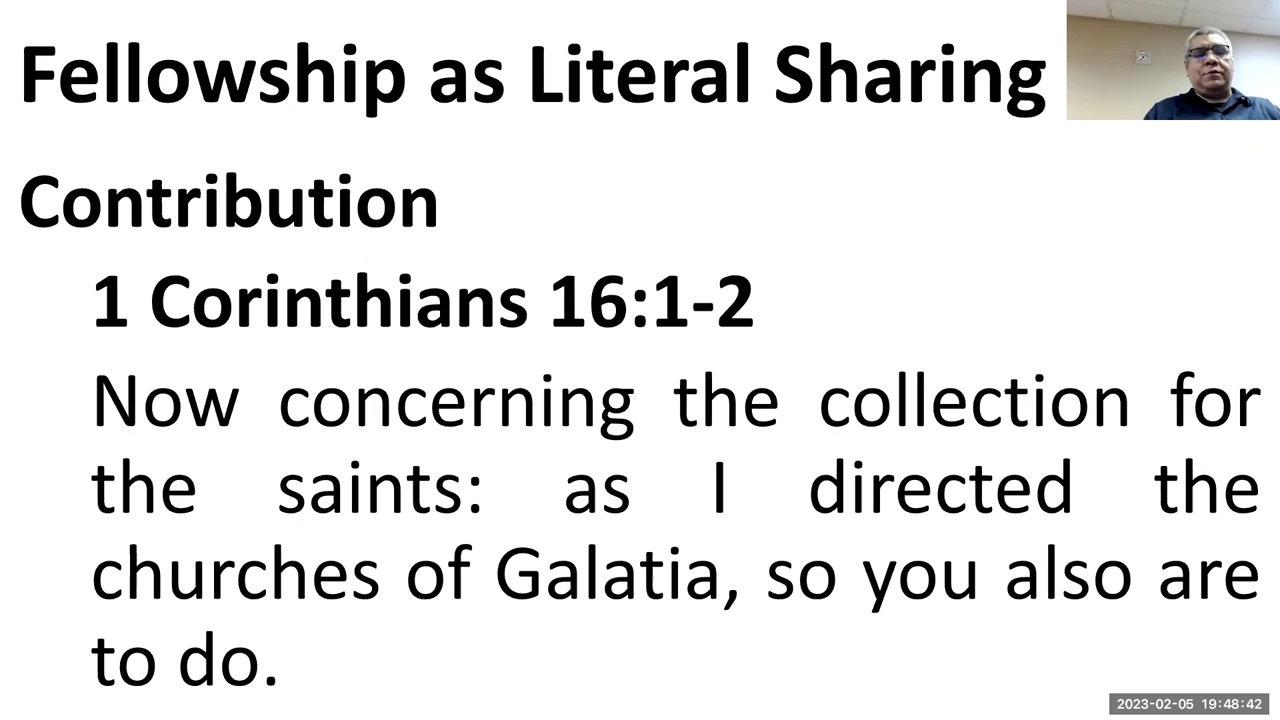 Fellowship as Literal Sharing
Contribution
1 Corinthians 16:1-2
Now concerning the collection for
the saints: as I directed the
churches of Galatia, so you also are
to do.
2023-02-05 19:48:42